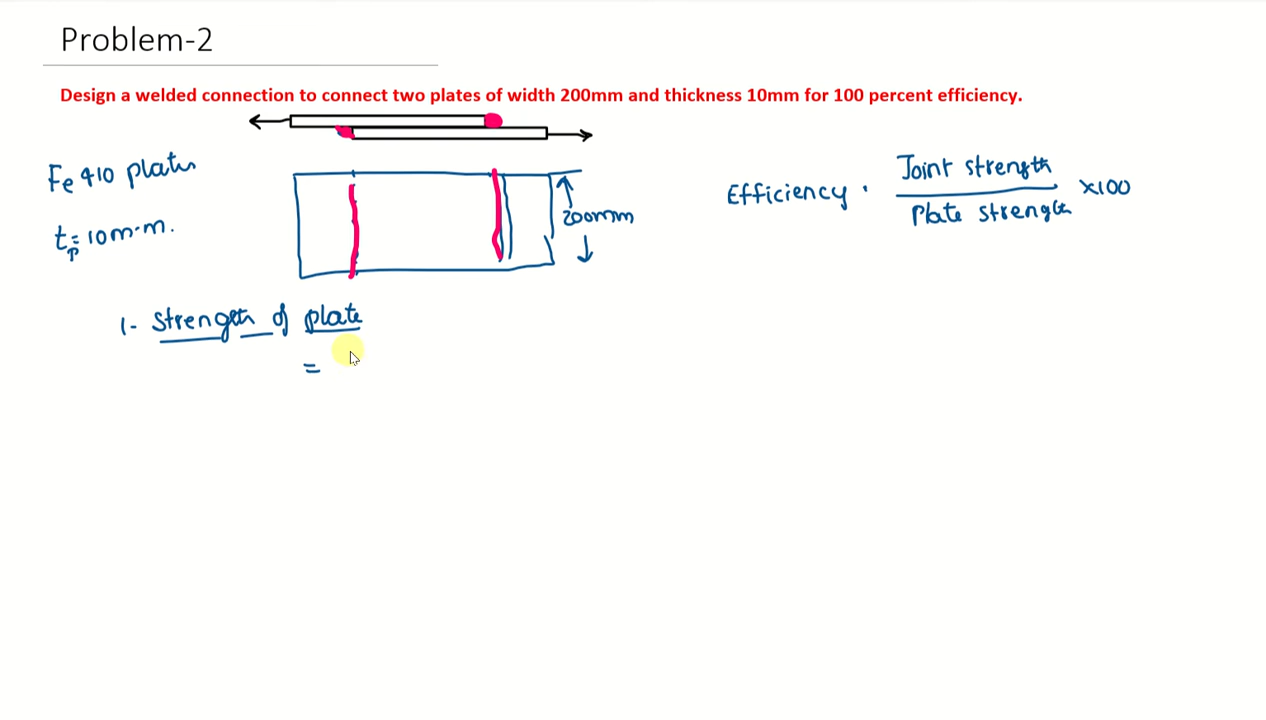 Problem-2
Design a welded connection to connect two plates of width 200mm and thickness 10mm for 100 percent efficiency.
Fe 410 plates
tp = 10m.m.
200mm
Efficiency . Joint strength
Plate strength ×100
1- Strength of plate
=